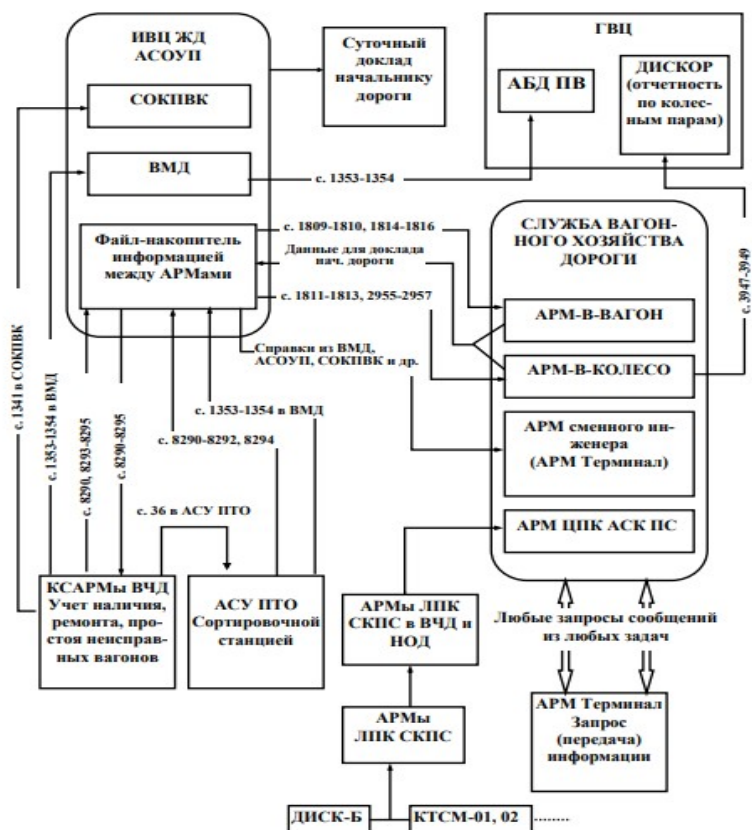 ИВЦ ЖД
АСОУП
СОКПВК
ВМД
Файл-накопитель
информацией
между АРМами
Суточный
доклад
начальнику
дороги
ГВЦ
АБД ПВ
ДИСКОР
(отчетность
по колес-
ным парам)
с. 1353-1354
с. 1809-1810, 1814-1816
Данные для доклада
нач. дороги
с. 1811-1813, 2955-2957
Справки из ВМД,
АСОУП, СОКПВК и др.
с. 1353-1354 в ВМД
с. 8290-8292, 8294
с. 36 в АСУ ПТО
с. 1341 в СОКПВК
с. 1353-1354 в ВМД
с. 8290, 8293-8295
с. 8290-8295
с. 3947-3949
СЛУЖБА ВАГОН-
НОГО ХОЗЯЙСТВА
ДОРОГИ
АРМ-В-ВАГОН
АРМ-В-КОЛЕСО
АРМ сменного ин-
женера
(АРМ Терминал)
АРМ ЦПК АСК ПС
КСАРМы ВЧД
Учет наличия,
ремонта, про-
стоя неисправ-
ных вагонов
АСУ ПТО
Сортировочной
станцией
АРМы ЛПК
СКПС в ВЧД и
НОД
Любые запросы сообщений
из любых задач
АРМы
ЛПК СКПС
АРМ Терминал
Запрос
(передача)
информации
ДИСК-Б
КТСМ-01, 02
.........